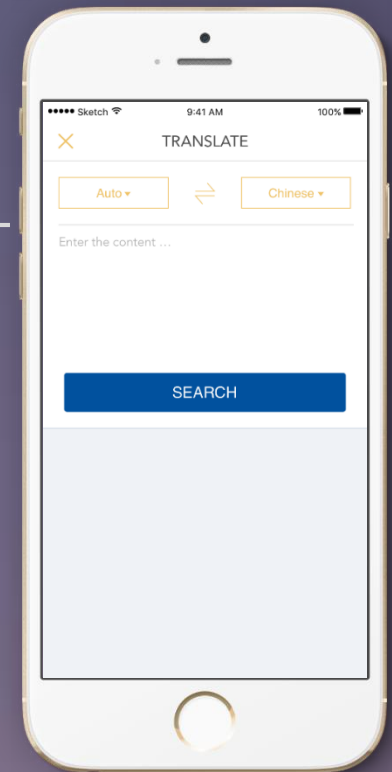 ●●●●● Sketch 9:41 AM 100%
TRANSLATE
Auto ▾ Chinese ▾
Enter the content ...
SEARCH